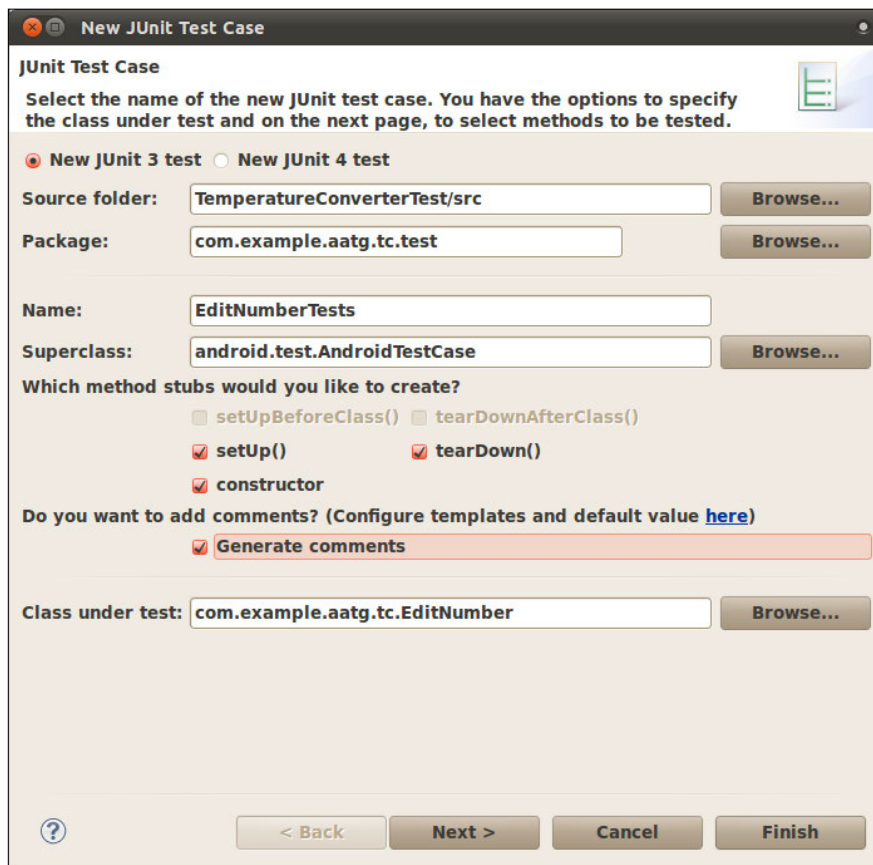 New JUnit Test Case
JUnit Test Case
Select the name of the new JUnit test case. You have the options to specify
the class under test and on the next page, to select methods to be tested.
New JUnit 3 test New JUnit 4 test
Source folder: TemperatureConverterTest/src Browse...
Package: com.example.aatg.tc.test Browse...
Name: EditNumberTests
Superclass: android.test.AndroidTestCase Browse...
Which method stubs would you like to create?
setUpBeforeClass() tearDownAfterClass()
setUp() tearDown()
constructor
Do you want to add comments? (Configure templates and default value here)
Generate comments
Class under test: com.example.aatg.tc.EditNumber Browse...
? < Back Next > Cancel Finish